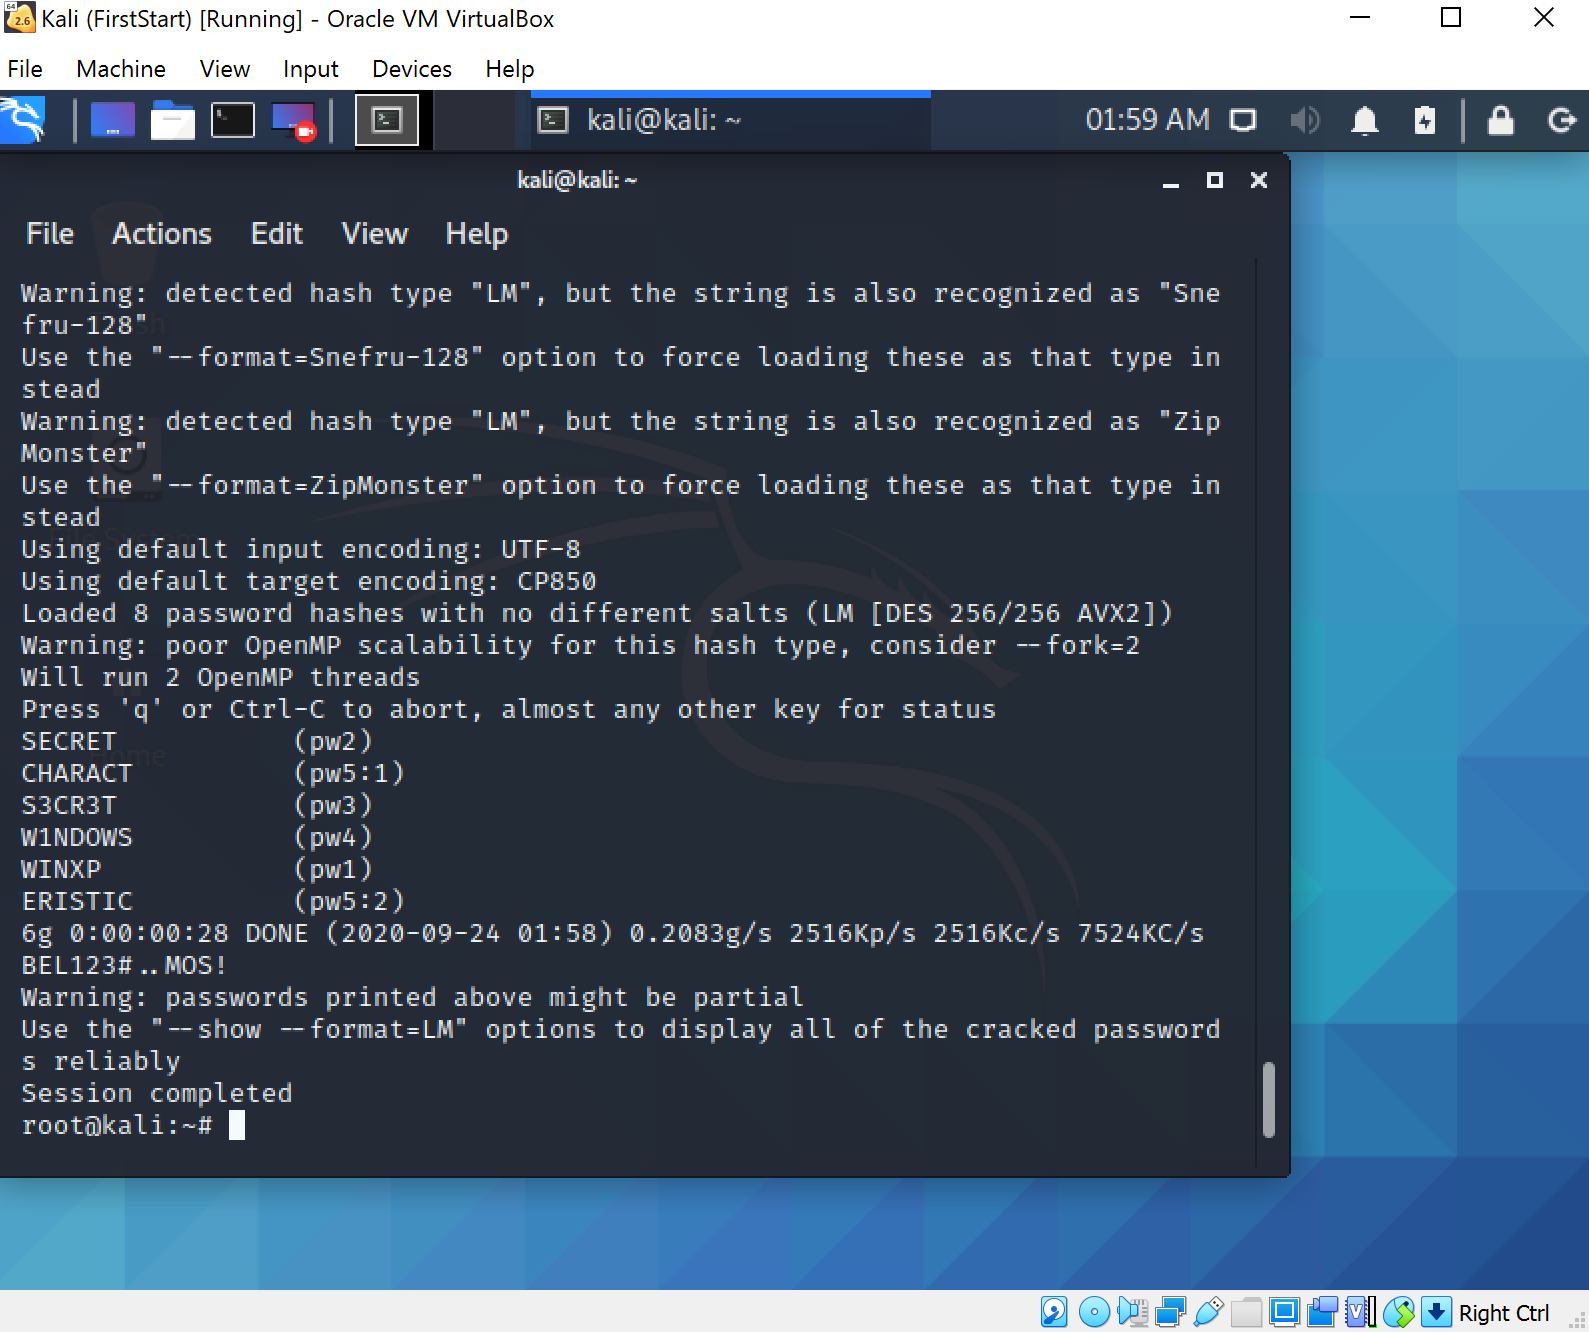 Kali (FirstStart) [Running] - Oracle VM VirtualBox
File Machine View Input Devices Help
kali@kali: ~ 01:59 AM
kali@kali: ~
File Actions Edit View Help
Warning: detected hash type "LM", but the string is also recognized as "Sne
fru-128"
Use the "--format=Snefru-128" option to force loading these as that type in
stead
Warning: detected hash type "LM", but the string is also recognized as "Zip
Monster"
Use the "--format=ZipMonster" option to force loading these as that type in
stead
Using default input encoding: UTF-8
Using default target encoding: CP850
Loaded 8 password hashes with no different salts (LM [DES 256/256 AVX2])
Warning: poor OpenMP scalability for this hash type, consider --fork=2
Will run 2 OpenMP threads
Press 'q' or Ctrl-C to abort, almost any other key for status
SECRET (pw2)
CHARACT (pw5:1)
S3CR3T (pw3)
W1NDOWS (pw4)
WINXP (pw1)
ERISTIC (pw5:2)
6g 0:00:00:28 DONE (2020-09-24 01:58) 0.2083g/s 2516Kp/s 2516Kc/s 7524KC/s
BEL123#..MOS!
Warning: passwords printed above might be partial
Use the "--show --format=LM" options to display all of the cracked password
s reliably
Session completed
root@kali:~#
Right Ctrl